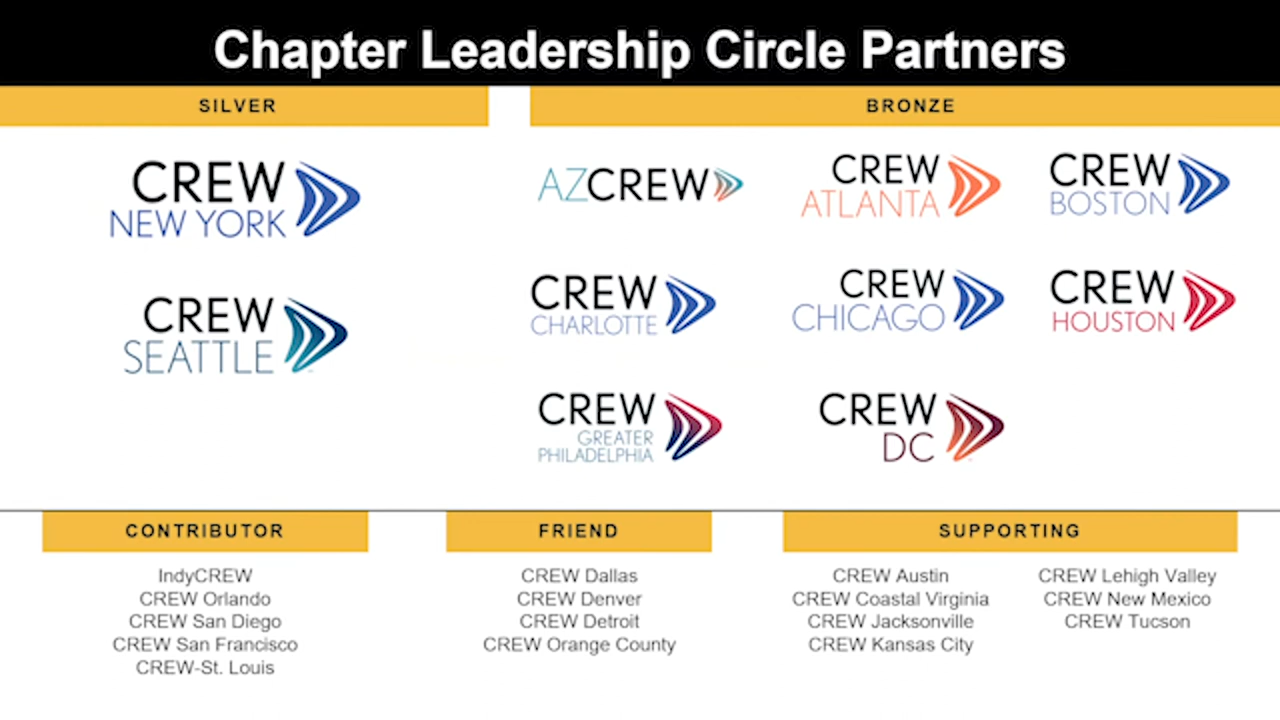 Chapter Leadership Circle Partners
SILVER
CREW
NEW YORK
CREW
SEATTLE
BRONZE
AZCREW
CREW
ATLANTA
CREW
BOSTON
CREW
CHARLOTTE
CREW
CHICAGO
CREW
HOUSTON
CREW
GREATER
PHILADELPHIA
CREW
DC
CONTRIBUTOR
IndyCREW
CREW Orlando
CREW San Diego
CREW San Francisco
CREW-St. Louis
FRIEND
CREW Dallas
CREW Denver
CREW Detroit
CREW Orange County
SUPPORTING
CREW Austin
CREW Coastal Virginia
CREW Jacksonville
CREW Kansas City
CREW Lehigh Valley
CREW New Mexico
CREW Tucson